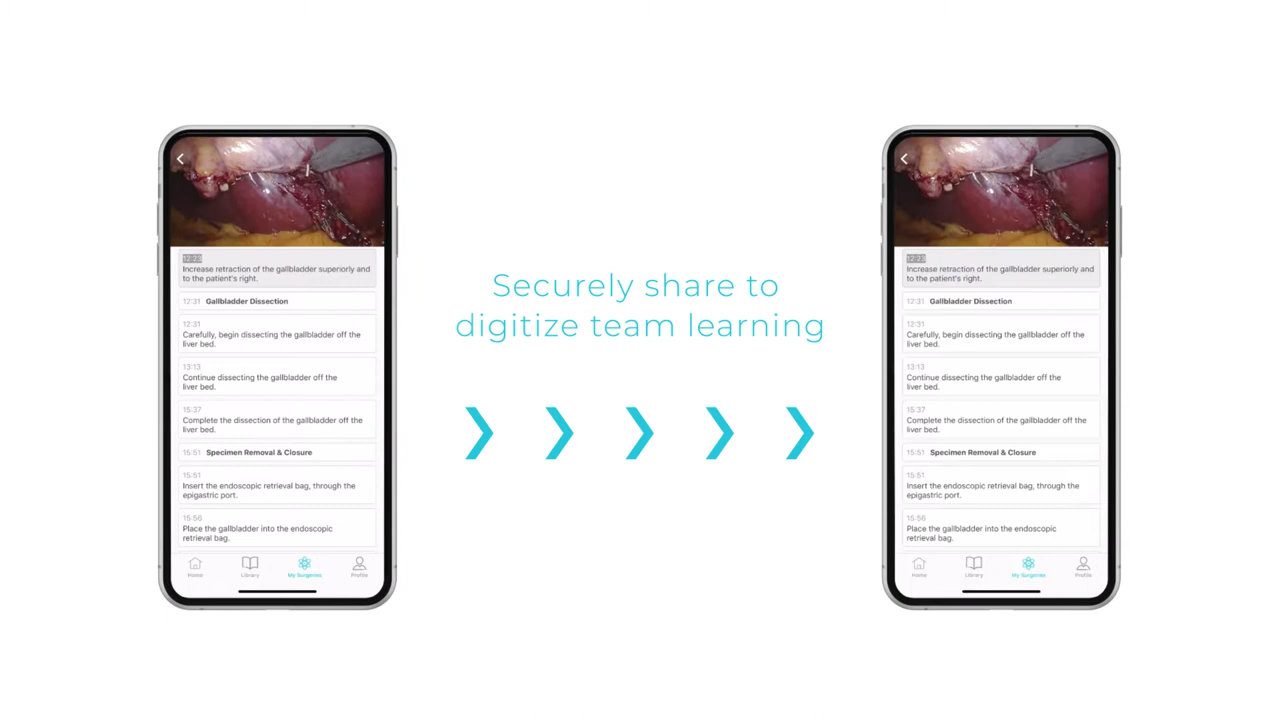 12:23
Increase retraction of the gallbladder superiorly and
to the patient's right.
12:31 Gallbladder Dissection
12:31
Carefully, begin dissecting the gallbladder off the
liver bed.
13:13
Continue dissecting the gallbladder off the
liver bed.
15:37
Complete the dissection of the gallbladder off the
liver bed.
15:51 Specimen Removal & Closure
15:51
Insert the endoscopic retrieval bag, through the
epigastric port.
15:56
Place the gallbladder into the endoscopic
retrieval bag.
Home Library My Surgeries Profile
Securely share to
digitize team learning
12:23
Increase retraction of the gallbladder superiorly and
to the patient's right.
12:31 Gallbladder Dissection
12:31
Carefully, begin dissecting the gallbladder off the
liver bed.
13:13
Continue dissecting the gallbladder off the
liver bed.
15:37
Complete the dissection of the gallbladder off the
liver bed.
15:51 Specimen Removal & Closure
15:51
Insert the endoscopic retrieval bag, through the
epigastric port.
15:56
Place the gallbladder into the endoscopic
retrieval bag.
Home Library My Surgeries Profile